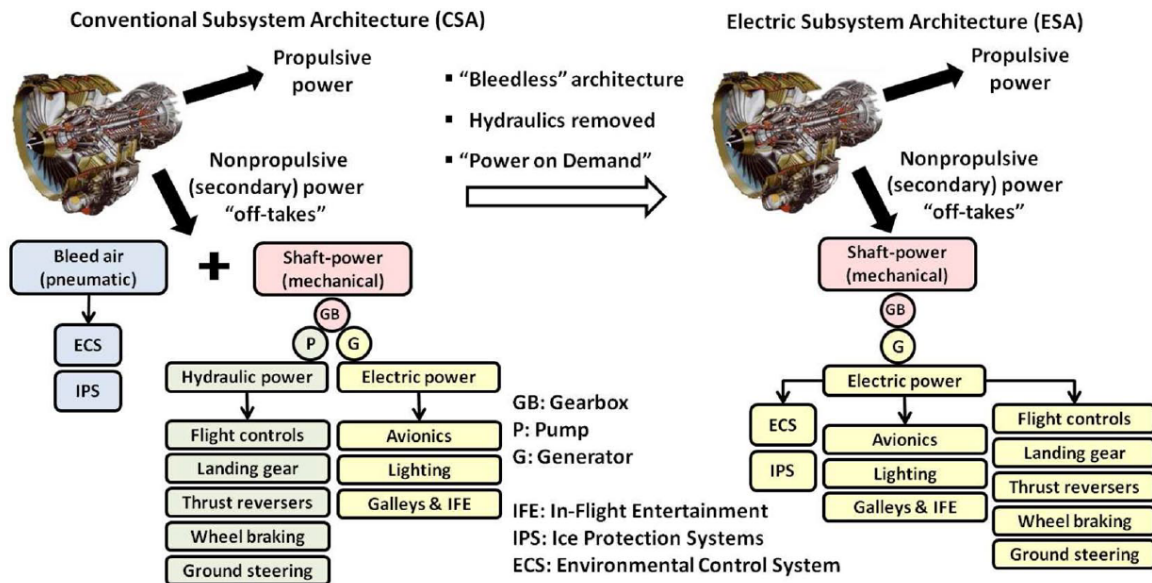 Conventional Subsystem Architecture (CSA)
Propulsive
power
Nonpropulsive
(secondary) power
“off-takes”
Bleed air
(pneumatic)
+
Shaft-power
(mechanical)
GB
P
G
ECS
IPS
Hydraulic power
Electric power
Flight controls
Landing gear
Thrust reversers
Wheel braking
Ground steering
Avionics
Lighting
Galleys & IFE
▪ “Bleedless” architecture
▪ Hydraulics removed
▪ “Power on Demand”
GB: Gearbox
P: Pump
G: Generator
IFE: In-Flight Entertainment
IPS: Ice Protection Systems
ECS: Environmental Control System
Electric Subsystem Architecture (ESA)
Propulsive
power
Nonpropulsive
(secondary) power
“off-takes”
Shaft-power
(mechanical)
GB
G
Electric power
ECS
IPS
Avionics
Lighting
Galleys & IFE
Flight controls
Landing gear
Thrust reversers
Wheel braking
Ground steering